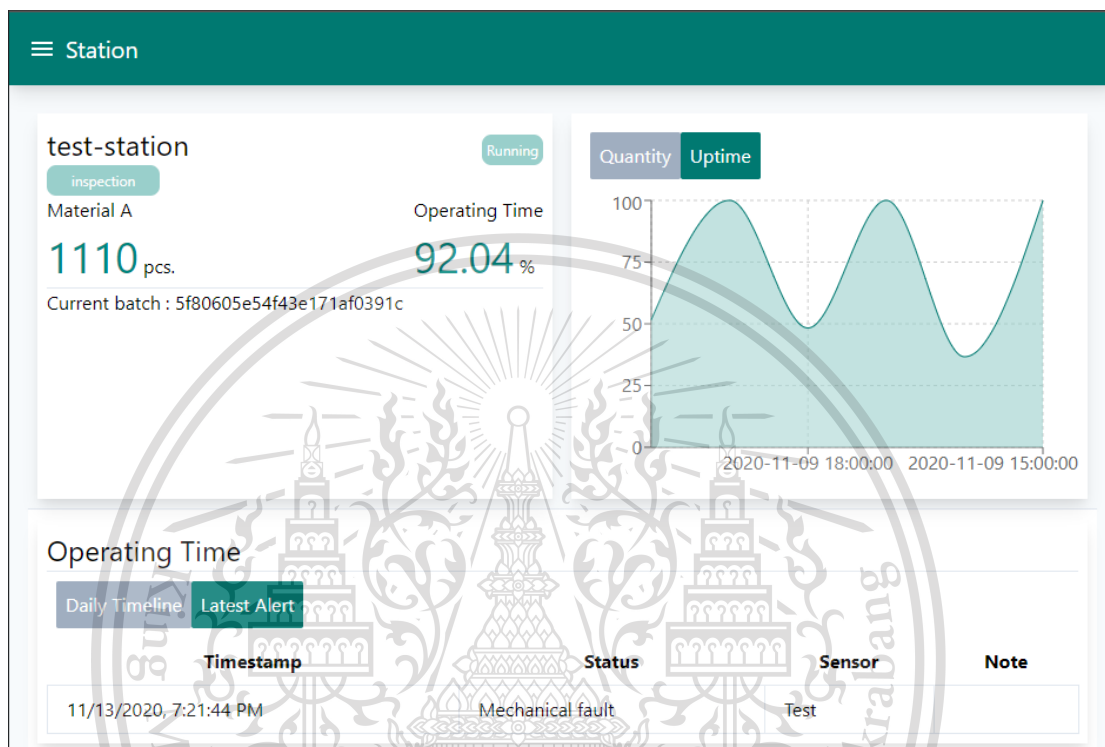 Station
test-station
Running
inspection
Material A
Operating Time
1110 pcs.
92.04 %
Current batch : 5f80605e54f43e171af0391c
Quantity
Uptime
100
75
50
25
0
2020-11-09 18:00:00
2020-11-09 15:00:00
Operating Time
Daily Timeline
Latest Alert
Timestamp Status Sensor Note
11/13/2020, 7:21:44 PM Mechanical fault Test